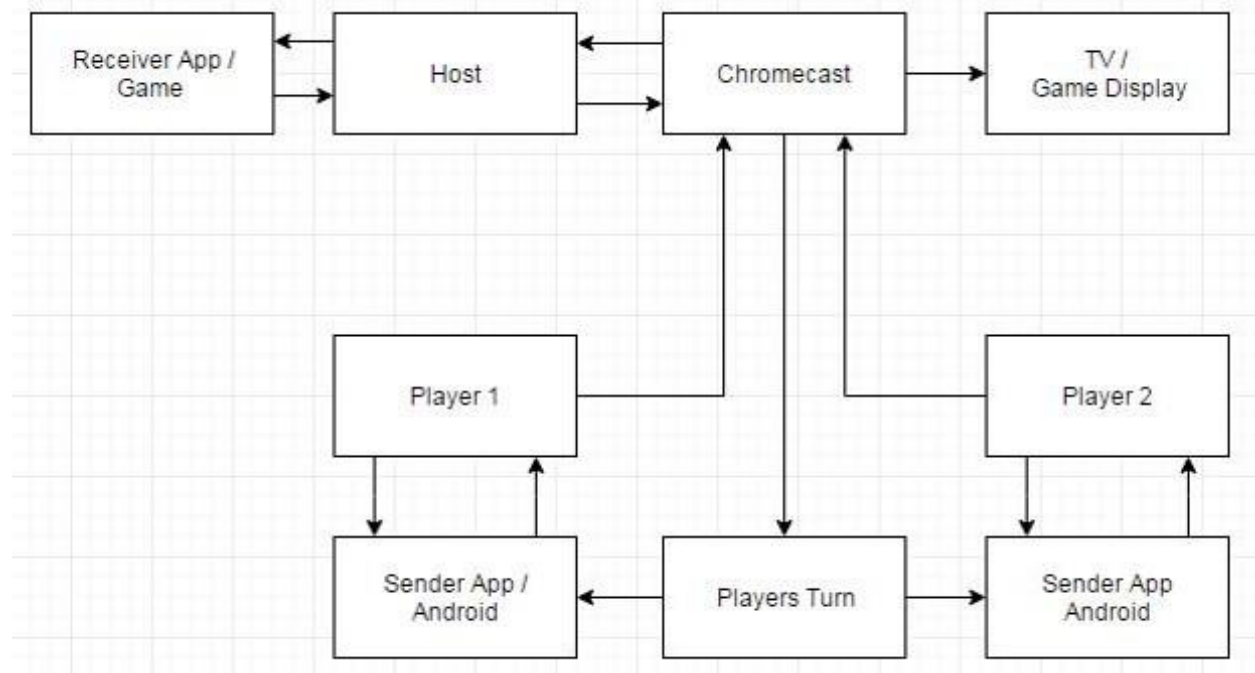 Receiver App /
Game
Host
Chromecast
TV /
Game Display
Player 1
Player 2
Sender App /
Android
Players Turn
Sender App
Android